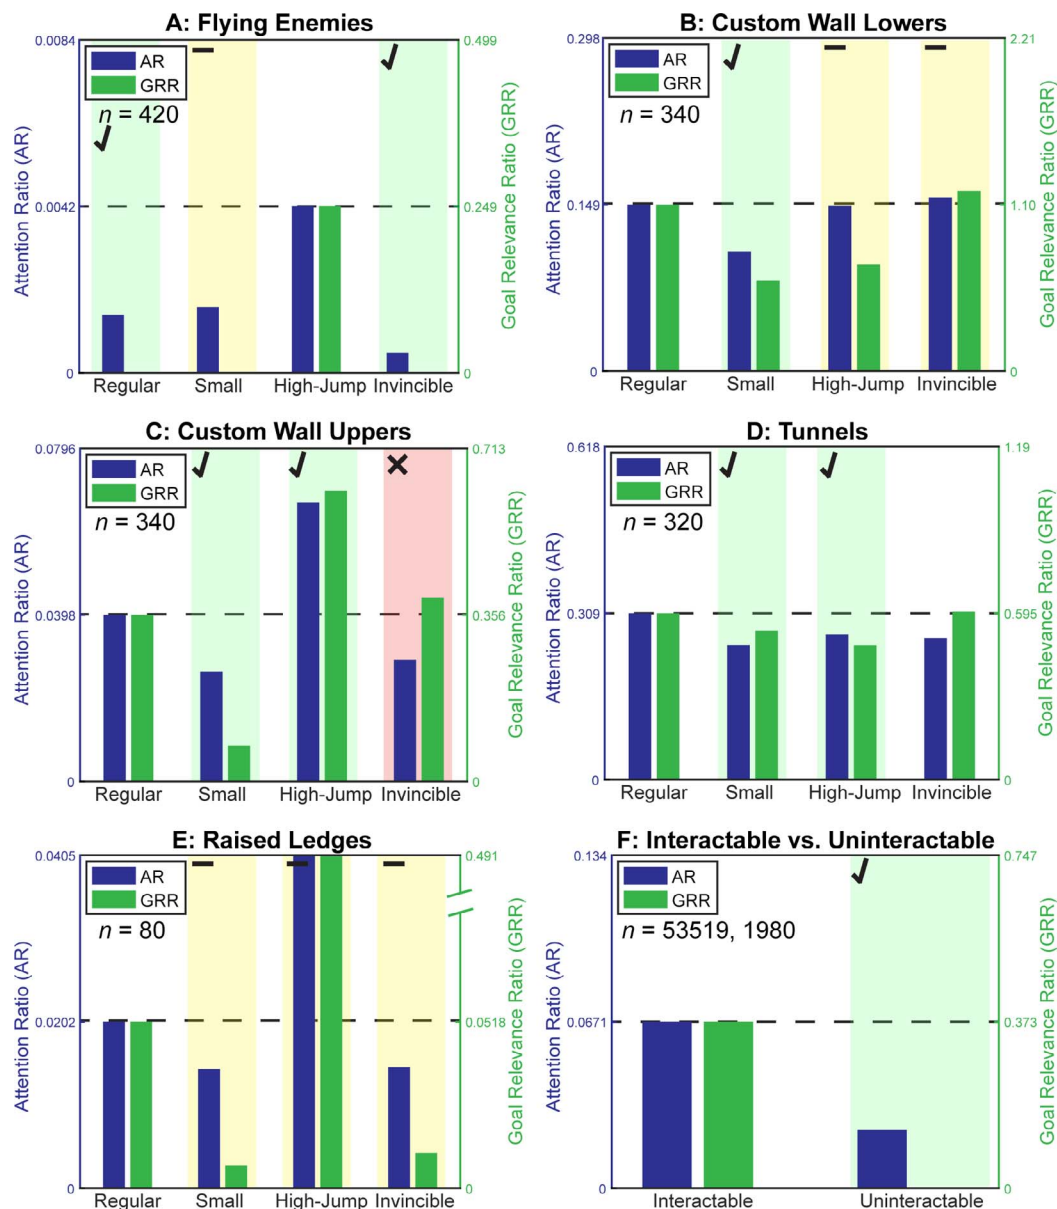 A: Flying Enemies
0.0084
0.499
AR
GRR
n = 420
Attention Ratio (AR)
Goal Relevance Ratio (GRR)
0.0042
0.249
0
0
Regular Small High-Jump Invincible
B: Custom Wall Lowers
0.298
2.21
AR
GRR
n = 340
Attention Ratio (AR)
Goal Relevance Ratio (GRR)
0.149
1.10
0
0
Regular Small High-Jump Invincible
C: Custom Wall Uppers
0.0796
0.713
AR
GRR
n = 340
Attention Ratio (AR)
Goal Relevance Ratio (GRR)
0.0398
0.356
0
0
Regular Small High-Jump Invincible
D: Tunnels
0.618
1.19
AR
GRR
n = 320
Attention Ratio (AR)
Goal Relevance Ratio (GRR)
0.309
0.595
0
0
Regular Small High-Jump Invincible
E: Raised Ledges
0.0405
0.491
AR
GRR
n = 80
Attention Ratio (AR)
Goal Relevance Ratio (GRR)
0.0202
0.0518
0
0
Regular Small High-Jump Invincible
F: Interactable vs. Uninteractable
0.134
0.747
AR
GRR
n = 53519, 1980
Attention Ratio (AR)
Goal Relevance Ratio (GRR)
0.0671
0.373
0
0
Interactable Uninteractable